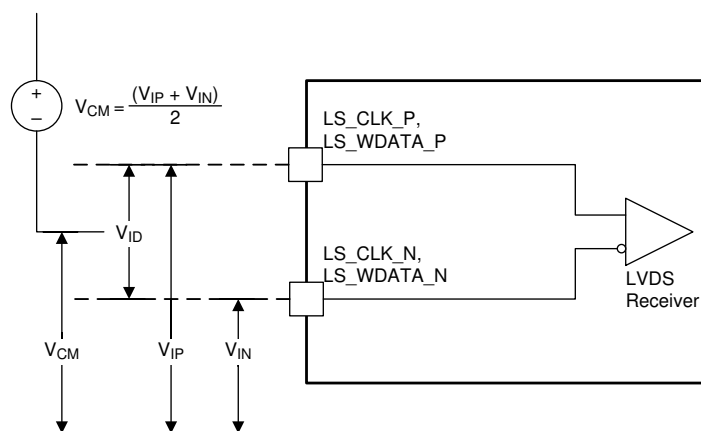 +
−
V_CM = (V_IP + V_IN) / 2
LS_CLK_P,
LS_WDATA_P
V_ID
LS_CLK_N,
LS_WDATA_N
LVDS
Receiver
V_CM
V_IP
V_IN